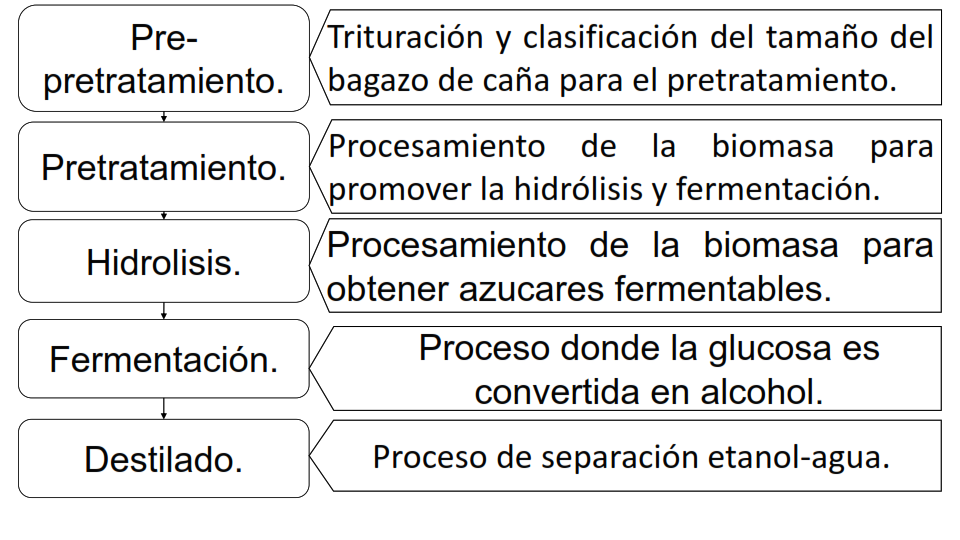 Pre-
pretratamiento.
Trituración y clasificación del tamaño del
bagazo de caña para el pretratamiento.
Pretratamiento.
Procesamiento de la biomasa para
promover la hidrólisis y fermentación.
Hidrolisis.
Procesamiento de la biomasa para
obtener azucares fermentables.
Fermentación.
Proceso donde la glucosa es
convertida en alcohol.
Destilado.
Proceso de separación etanol-agua.